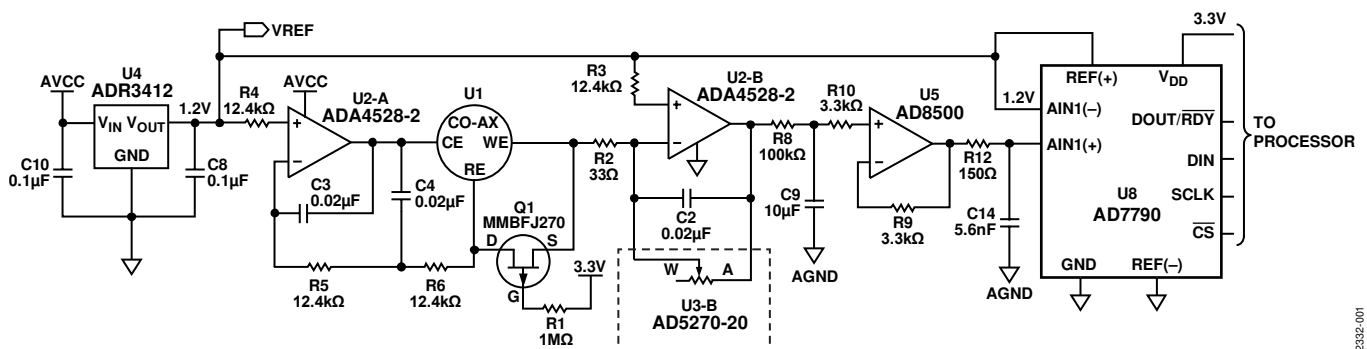 VREF
3.3V
AVCC
U4
ADR3412
VIN VOUT
GND
1.2V
C10
0.1µF
C8
0.1µF
R4
12.4kΩ
AVCC
U2-A
ADA4528-2
+
–
C3
0.02µF
C4
0.02µF
R5
12.4kΩ
R6
12.4kΩ
U1
CO-AX
CE
WE
RE
Q1
MMBFJ270
D
S
G
3.3V
R1
1MΩ
R2
33Ω
R3
12.4kΩ
U2-B
ADA4528-2
+
–
C2
0.02µF
W
A
U3-B
AD5270-20
R8
100kΩ
C9
10µF
AGND
R10
3.3kΩ
U5
AD8500
+
–
R9
3.3kΩ
R12
150Ω
C14
5.6nF
AGND
1.2V
REF(+)
VDD
AIN1(–)
AIN1(+)
DOUT/RDY
DIN
SCLK
CS
U8
AD7790
GND
REF(–)
TO
PROCESSOR
2332-001